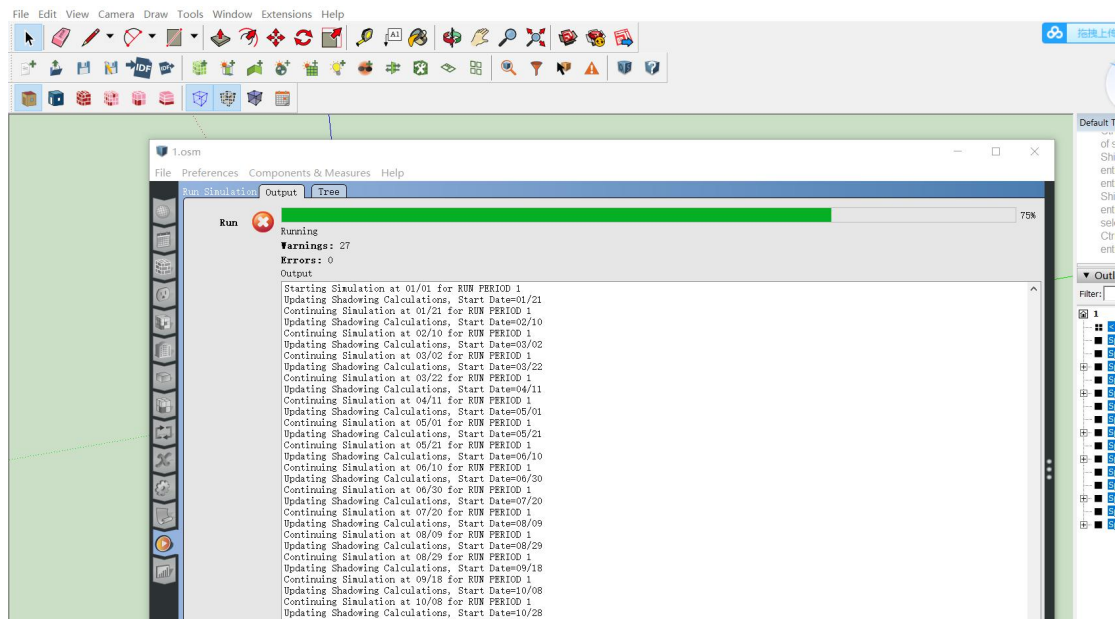 File Edit View Camera Draw Tools Window Extensions Help
A1
拖拽上传
IDF IDF
Default T
of s
Shi
ent
ent
Shi
ent
sel
Ctr
ent
1.osm
File Preferences Components & Measures Help
Run Simulation Output Tree
Run
75%
Running
Warnings: 27
Errors: 0
Output
Starting Simulation at 01/01 for RUN PERIOD 1
Updating Shadowing Calculations, Start Date=01/21
Continuing Simulation at 01/21 for RUN PERIOD 1
Updating Shadowing Calculations, Start Date=02/10
Continuing Simulation at 02/10 for RUN PERIOD 1
Updating Shadowing Calculations, Start Date=03/02
Continuing Simulation at 03/02 for RUN PERIOD 1
Updating Shadowing Calculations, Start Date=03/22
Continuing Simulation at 03/22 for RUN PERIOD 1
Updating Shadowing Calculations, Start Date=04/11
Continuing Simulation at 04/11 for RUN PERIOD 1
Updating Shadowing Calculations, Start Date=05/01
Continuing Simulation at 05/01 for RUN PERIOD 1
Updating Shadowing Calculations, Start Date=05/21
Continuing Simulation at 05/21 for RUN PERIOD 1
Updating Shadowing Calculations, Start Date=06/10
Continuing Simulation at 06/10 for RUN PERIOD 1
Updating Shadowing Calculations, Start Date=06/30
Continuing Simulation at 06/30 for RUN PERIOD 1
Updating Shadowing Calculations, Start Date=07/20
Continuing Simulation at 07/20 for RUN PERIOD 1
Updating Shadowing Calculations, Start Date=08/09
Continuing Simulation at 08/09 for RUN PERIOD 1
Updating Shadowing Calculations, Start Date=08/29
Continuing Simulation at 08/29 for RUN PERIOD 1
Updating Shadowing Calculations, Start Date=09/18
Continuing Simulation at 09/18 for RUN PERIOD 1
Updating Shadowing Calculations, Start Date=10/08
Continuing Simulation at 10/08 for RUN PERIOD 1
Updating Shadowing Calculations, Start Date=10/28
Outl
Filter:
1